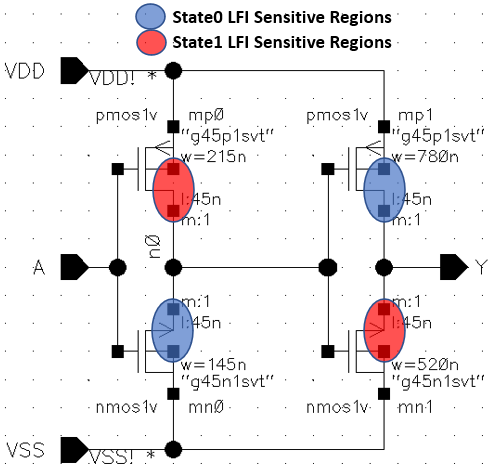 State0 LFI Sensitive Regions
State1 LFI Sensitive Regions
VDD VDD! *
pmos1v mp0 pmos1v mp1
"g45p1svt" "g45p1svt"
w=215n w=780n
l:45n l:45n
m:1 m:1
n0
A Y
m:1 m:1
l:45n l:45n
w=145n w=520n
"g45n1svt" "g45n1svt"
nmos1v mn0 nmos1v mn1
VSS VSS! *